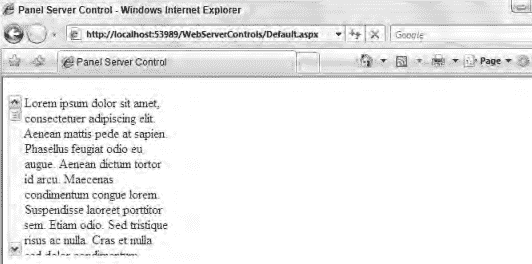 Panel Server Control - Windows Internet Explorer
http://localhost:53989/WebServerControls/Default.aspx
Google
Panel Server Control
Page
Lorem ipsum dolor sit amet,
consectetuer adipiscing elit.
Aenean mattis pede at sapien.
Phasellus feugiat odio eu
augue. Aenean dictum tortor
id arcu. Maecenas
condimentum congue lorem.
Suspendisse laoreet porttitor
sem. Etiam odio. Sed tristique
risus ac nulla. Cras et nulla
sed dolor condimentum